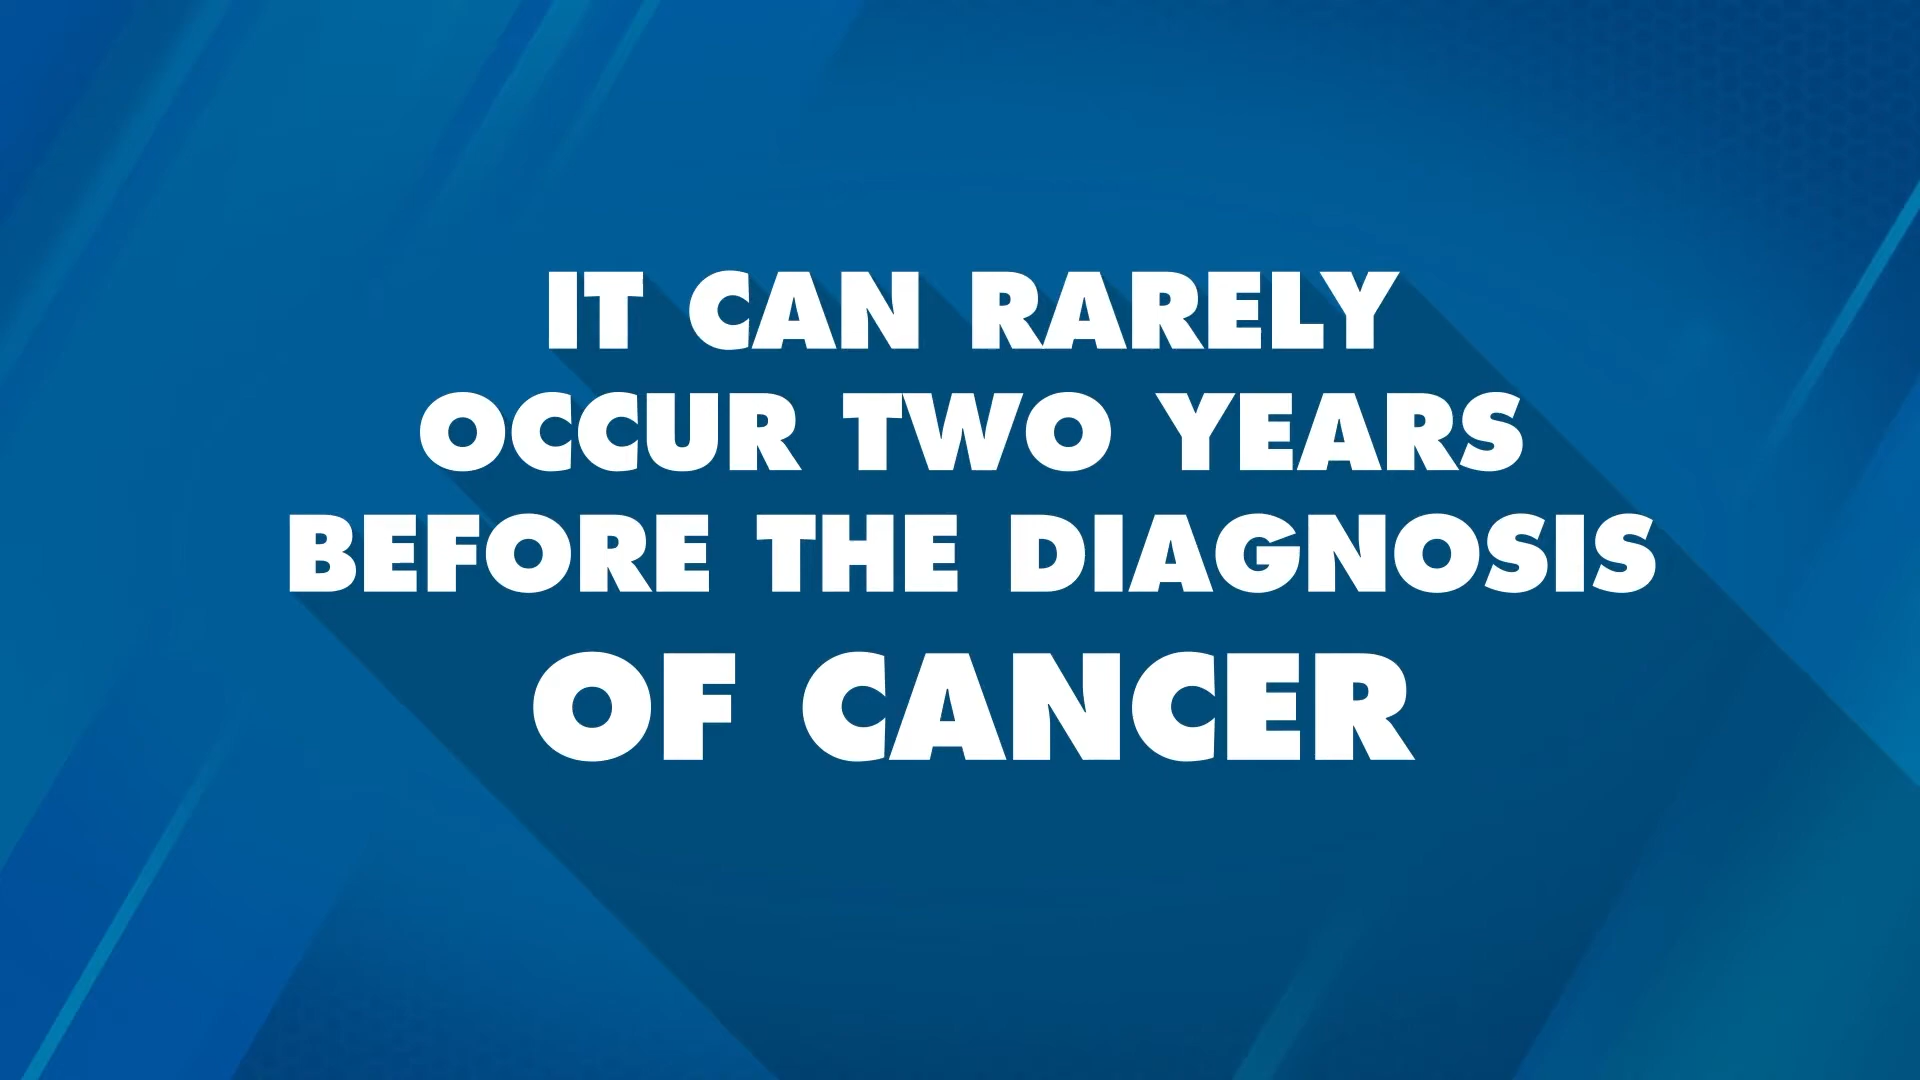 IT CAN RARELY
OCCUR TWO YEARS
BEFORE THE DIAGNOSIS
OF CANCER